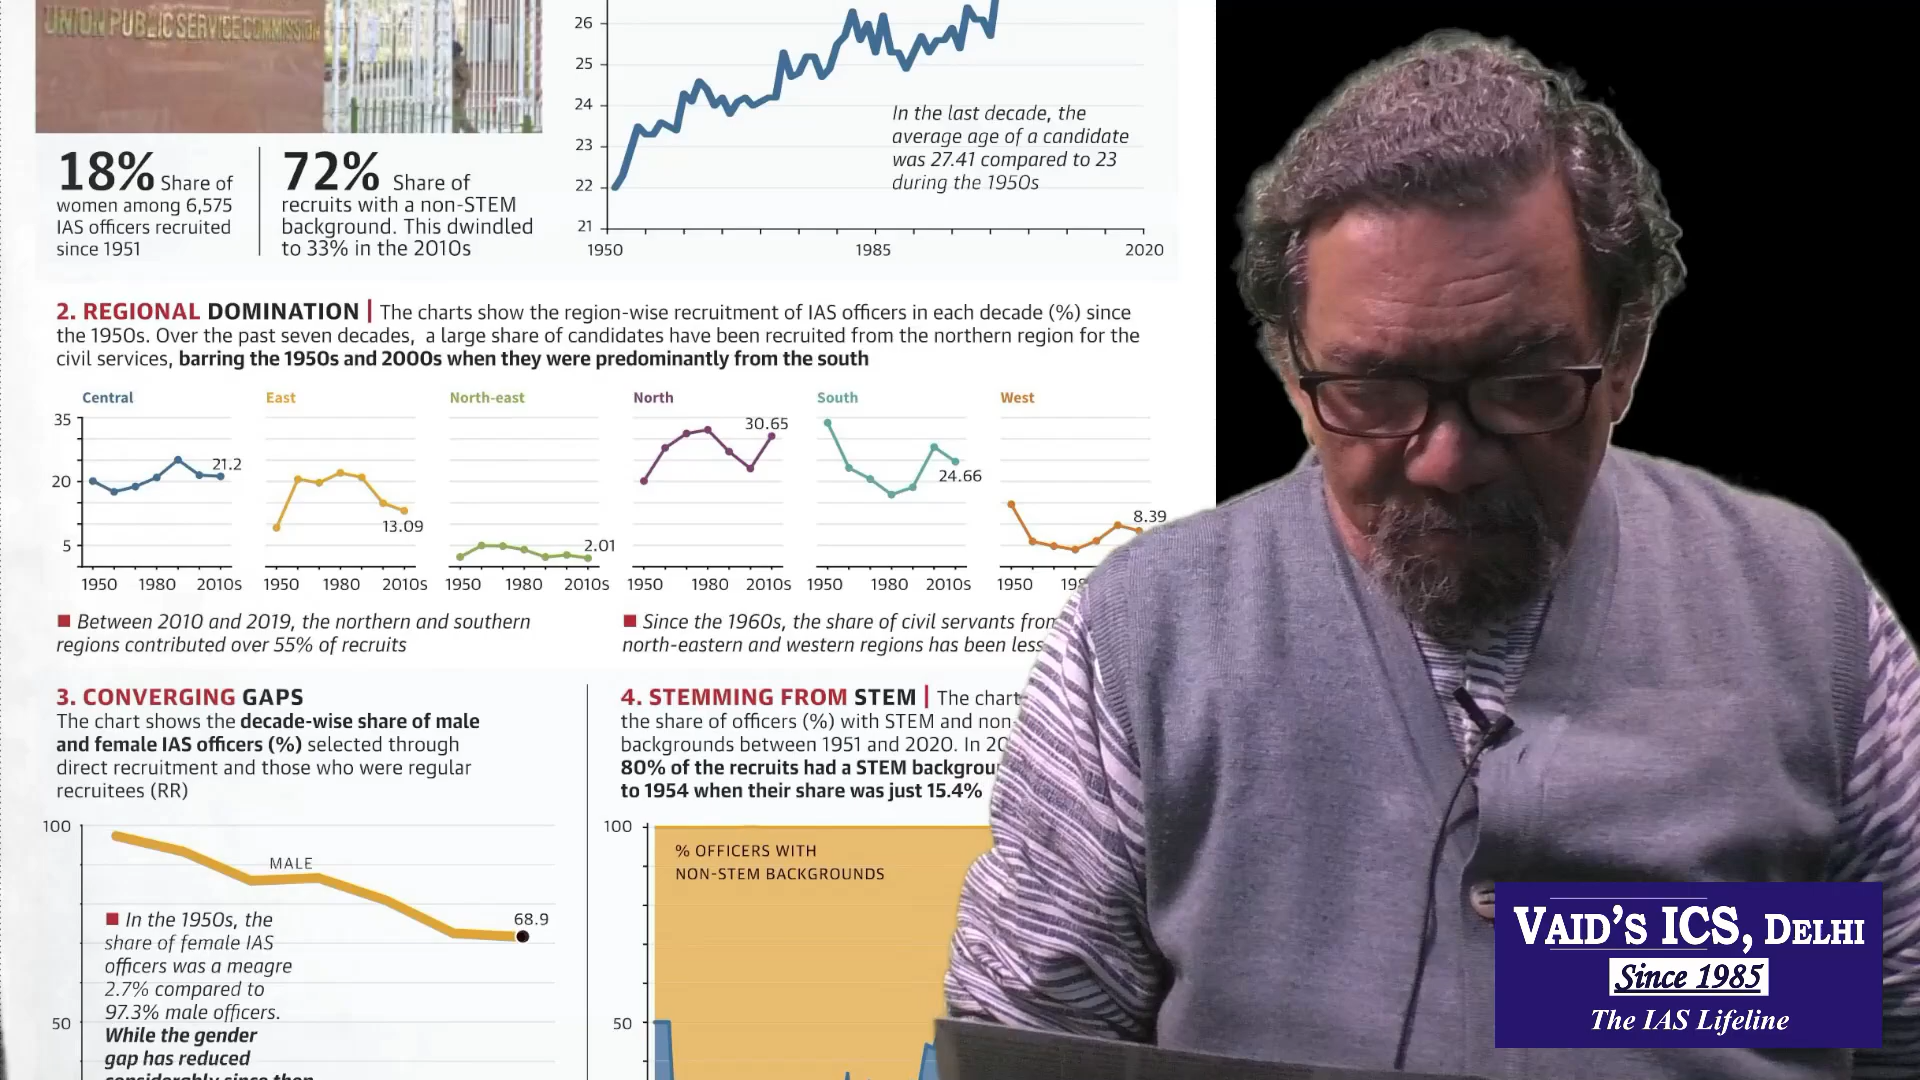 UNION PUBLIC SERVICE COMMISSION
18% Share of
women among 6,575
IAS officers recruited
since 1951
72% Share of
recruits with a non-STEM
background. This dwindled
to 33% in the 2010s
26
25
24
23
22
21
1950 1985 2020
In the last decade, the
average age of a candidate
was 27.41 compared to 23
during the 1950s
2. REGIONAL DOMINATION | The charts show the region-wise recruitment of IAS officers in each decade (%) since
the 1950s. Over the past seven decades, a large share of candidates have been recruited from the northern region for the
civil services, barring the 1950s and 2000s when they were predominantly from the south
Central East North-east North South West
35
20
5
21.2
13.09
2.01
30.65
24.66
8.39
1950 1980 2010s 1950 1980 2010s 1950 1980 2010s 1950 1980 2010s 1950 1980 2010s 1950 198
■ Between 2010 and 2019, the northern and southern
regions contributed over 55% of recruits
■ Since the 1960s, the share of civil servants from
north-eastern and western regions has been less
3. CONVERGING GAPS
The chart shows the decade-wise share of male
and female IAS officers (%) selected through
direct recruitment and those who were regular
recruitees (RR)
100
50
MALE
68.9
■ In the 1950s, the
share of female IAS
officers was a meagre
2.7% compared to
97.3% male officers.
While the gender
gap has reduced
considerably since then
4. STEMMING FROM STEM | The chart
the share of officers (%) with STEM and non-
backgrounds between 1951 and 2020. In 20
80% of the recruits had a STEM backgrou
to 1954 when their share was just 15.4%
100
50
% OFFICERS WITH
NON-STEM BACKGROUNDS
VAID'S ICS, DELHI
Since 1985
The IAS Lifeline